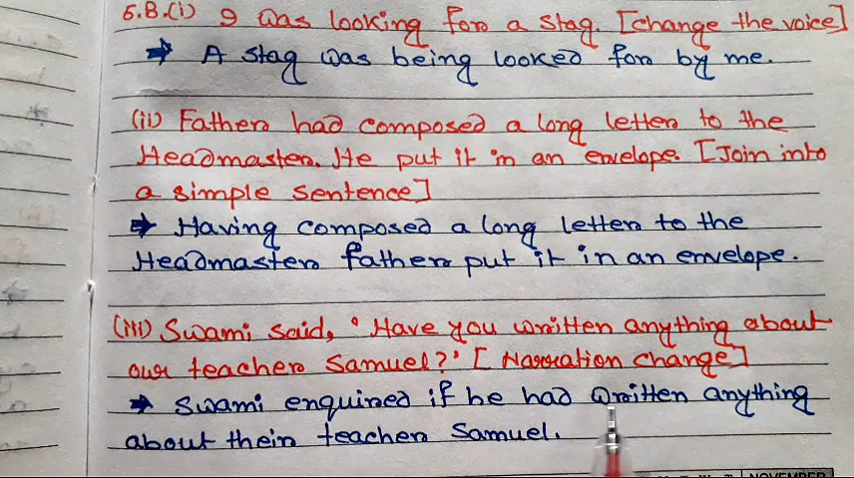 5.B.(i) I was looking for a stag. [change the voice]
→ A stag was being looked for by me.
(ii) Father had composed a long letter to the
Headmaster. He put it in an envelope. [Join into
a simple sentence]
→ Having composed a long letter to the
Headmaster father put it in an envelope.
(iii) Swami said, 'Have you written anything about
our teacher Samuel?' [Narration change]
→ Swami enquired if he had written anything
about their teacher Samuel.
NOVEMBER